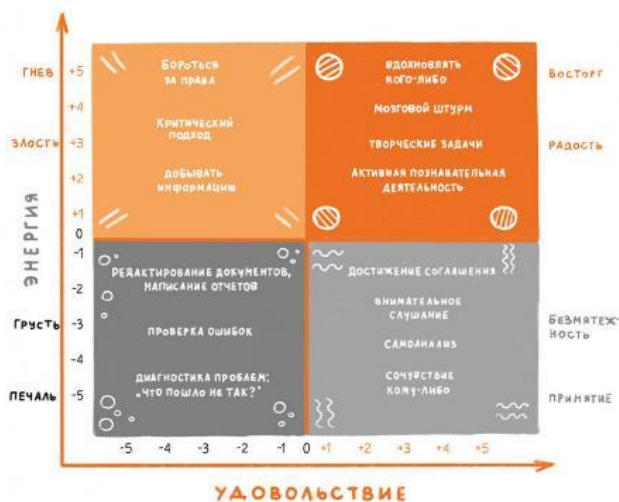 ГНЕВ
+5
БОРОТЬСЯ
ЗА ПРАВА
ВДОХНОВЛЯТЬ
КОГО-ЛИБО
ВОСТОРГ
+4
МОЗГОВОЙ ШТУРМ
КРИТИЧЕСКИЙ
ПОДХОД
ЗЛОСТЬ
+3
ТВОРЧЕСКИЕ ЗАДАЧИ
РАДОСТЬ
+2
ДОБЫВАТЬ
ИНФОРМАЦИЮ
АКТИВНАЯ ПОЗНАВАТЕЛЬНАЯ
ДЕЯТЕЛЬНОСТЬ
+1
0
ЭНЕРГИЯ
-1
РЕДАКТИРОВАНИЕ ДОКУМЕНТОВ,
НАПИСАНИЕ ОТЧЕТОВ
ДОСТИЖЕНИЕ СОГЛАШЕНИЯ
-2
ВНИМАТЕЛЬНОЕ
СЛУШАНИЕ
ГРУСТЬ
-3
ПРОВЕРКА ОШИБОК
САМОАНАЛИЗ
БЕЗМЯТЕЖ-
НОСТЬ
-4
ДИАГНОСТИКА ПРОБЛЕМ:
"ЧТО ПОШЛО НЕ ТАК?"
СОЧУВСТВИЕ
КОМУ-ЛИБО
ПЕЧАЛЬ
-5
ПРИНЯТИЕ
-5 -4 -3 -2 -1 0 +1 +2 +3 +4 +5
УДОВОЛЬСТВИЕ